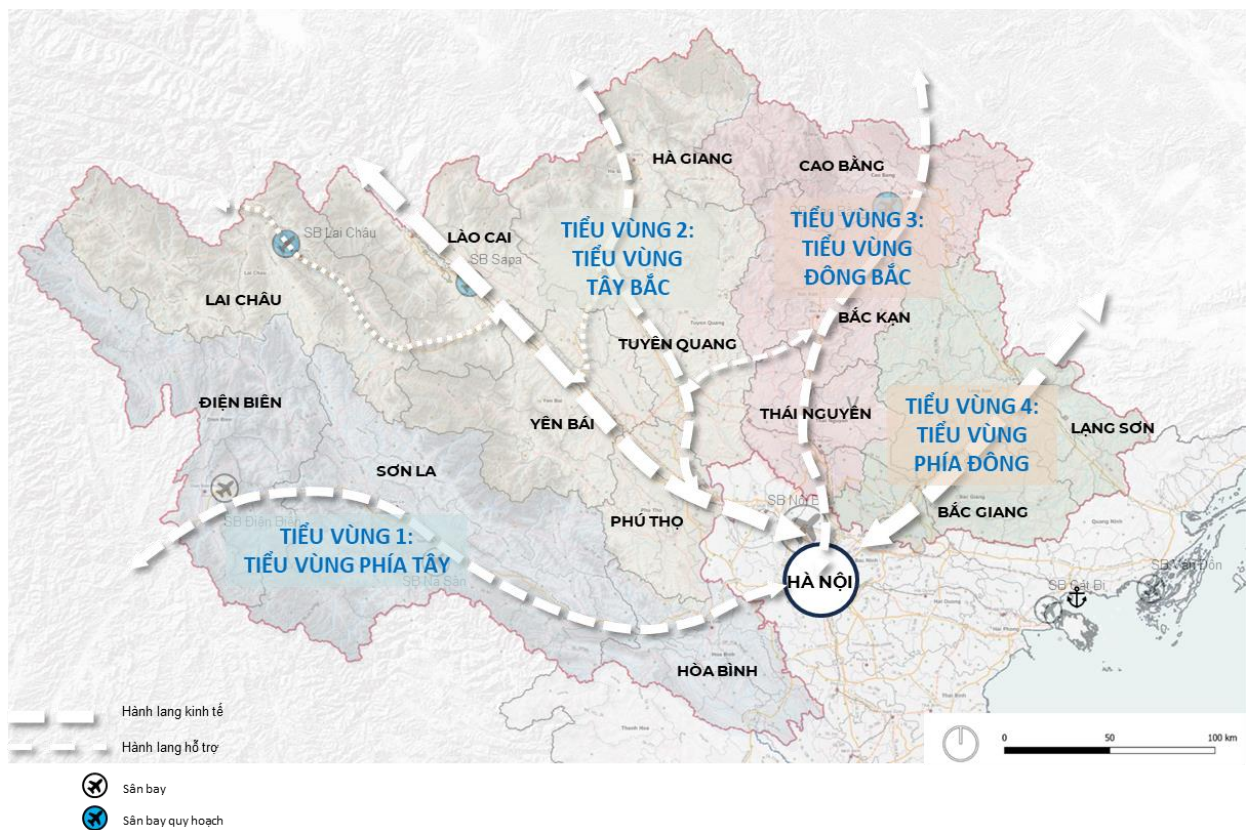 HÀ GIANG
CAO BẰNG
SB Lai Châu
LÀO CAI
SB Sapa
TIỂU VÙNG 2:
TIỂU VÙNG
TÂY BẮC
TIỂU VÙNG 3:
TIỂU VÙNG
ĐÔNG BẮC
LAI CHÂU
BẮC KẠN
TUYÊN QUANG
ĐIỆN BIÊN
YÊN BÁI
THÁI NGUYÊN
TIỂU VÙNG 4:
TIỂU VÙNG
PHÍA ĐÔNG
LẠNG SƠN
SƠN LA
SB Điện Biên
TIỂU VÙNG 1:
TIỂU VÙNG PHÍA TÂY
SB Nà Sản
PHÚ THỌ
BẮC GIANG
HÀ NỘI
SB Cát Bi
SB Vân Đồn
HÒA BÌNH
Hành lang kinh tế
Hành lang hỗ trợ
0 50 100 km
Sân bay
Sân bay quy hoạch